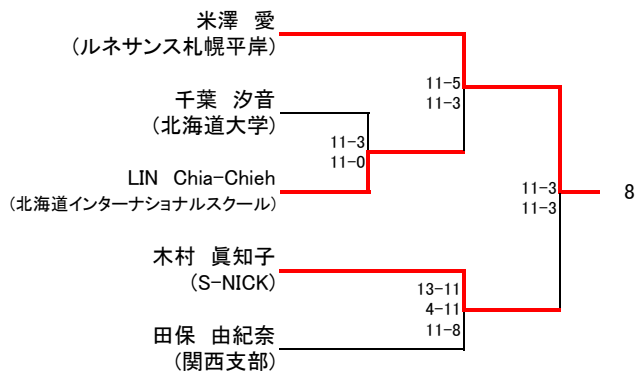 米澤　愛
(ルネサンス札幌平岸)
11-5
11-3
千葉　汐音
(北海道大学)
11-3
11-0
LIN　Chia-Chieh
(北海道インターナショナルスクール)
11-3
11-3
8
木村　眞知子
(S-NICK)
13-11
4-11
11-8
田保　由紀奈
(関西支部)